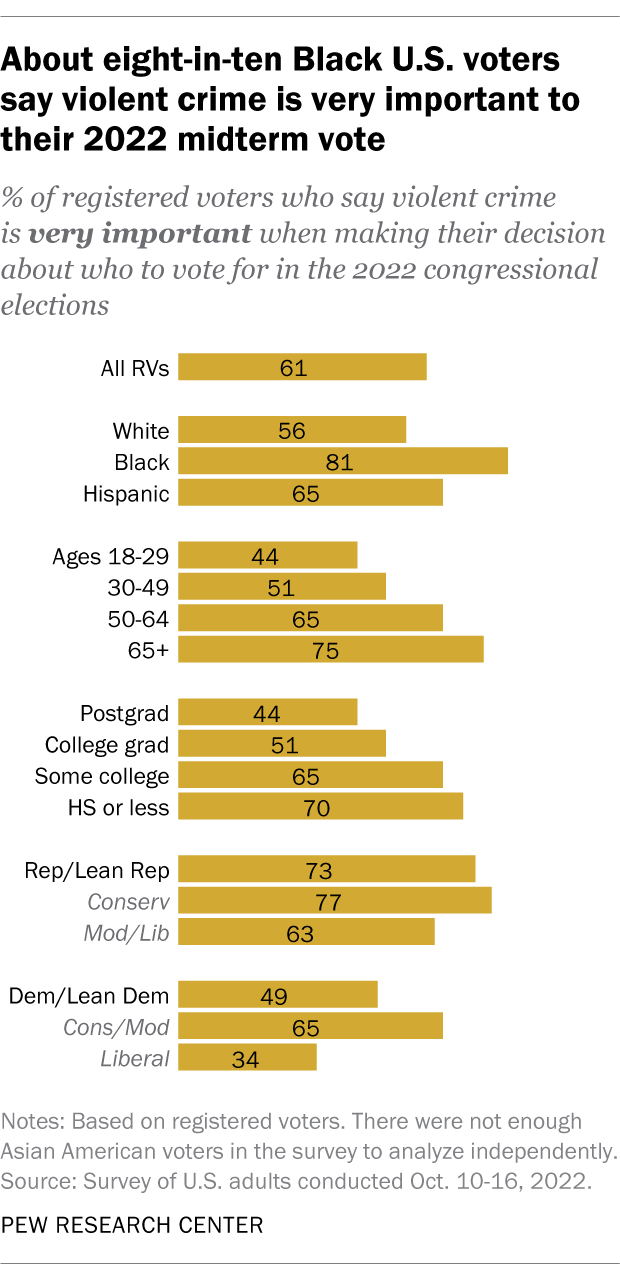 About eight-in-ten Black U.S. voters
say violent crime is very important to
their 2022 midterm vote
% of registered voters who say violent crime
is very important when making their decision
about who to vote for in the 2022 congressional
elections
All RVs 61
White 56
Black 81
Hispanic 65
Ages 18-29 44
30-49 51
50-64 65
65+ 75
Postgrad 44
College grad 51
Some college 65
HS or less 70
Rep/Lean Rep 73
Conserv 77
Mod/Lib 63
Dem/Lean Dem 49
Cons/Mod 65
Liberal 34
Notes: Based on registered voters. There were not enough
Asian American voters in the survey to analyze independently.
Source: Survey of U.S. adults conducted Oct. 10-16, 2022.
PEW RESEARCH CENTER